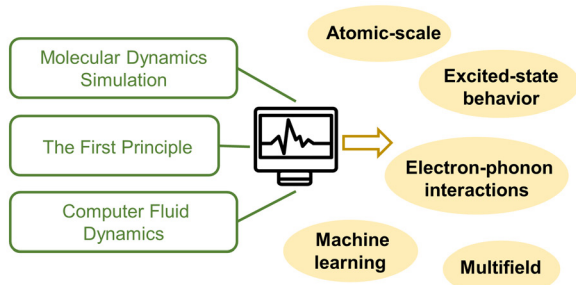 Molecular Dynamics
Simulation
The First Principle
Computer Fluid
Dynamics
Atomic-scale
Excited-state
behavior
Electron-phonon
interactions
Machine
learning
Multifield